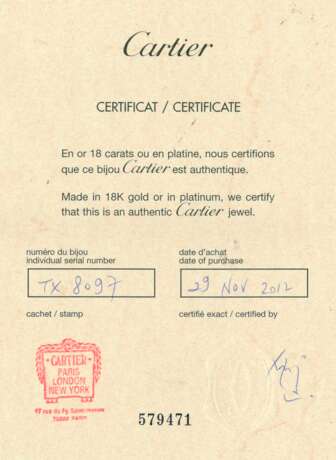 Cartier
CERTIFICAT / CERTIFICATE
En or 18 carats ou en platine, nous certifions
que ce bijou Cartier est authentique.
Made in 18K gold or in platinum, we certify
that this is an authentic Cartier jewel.
numéro du bijou
individual serial number
TX 8097
date d'achat
date of purchase
29 NOV 2012
cachet / stamp
certifié exact / certified by
CARTIER
PARIS
LONDON
NEW YORK
75008 PARIS
579471